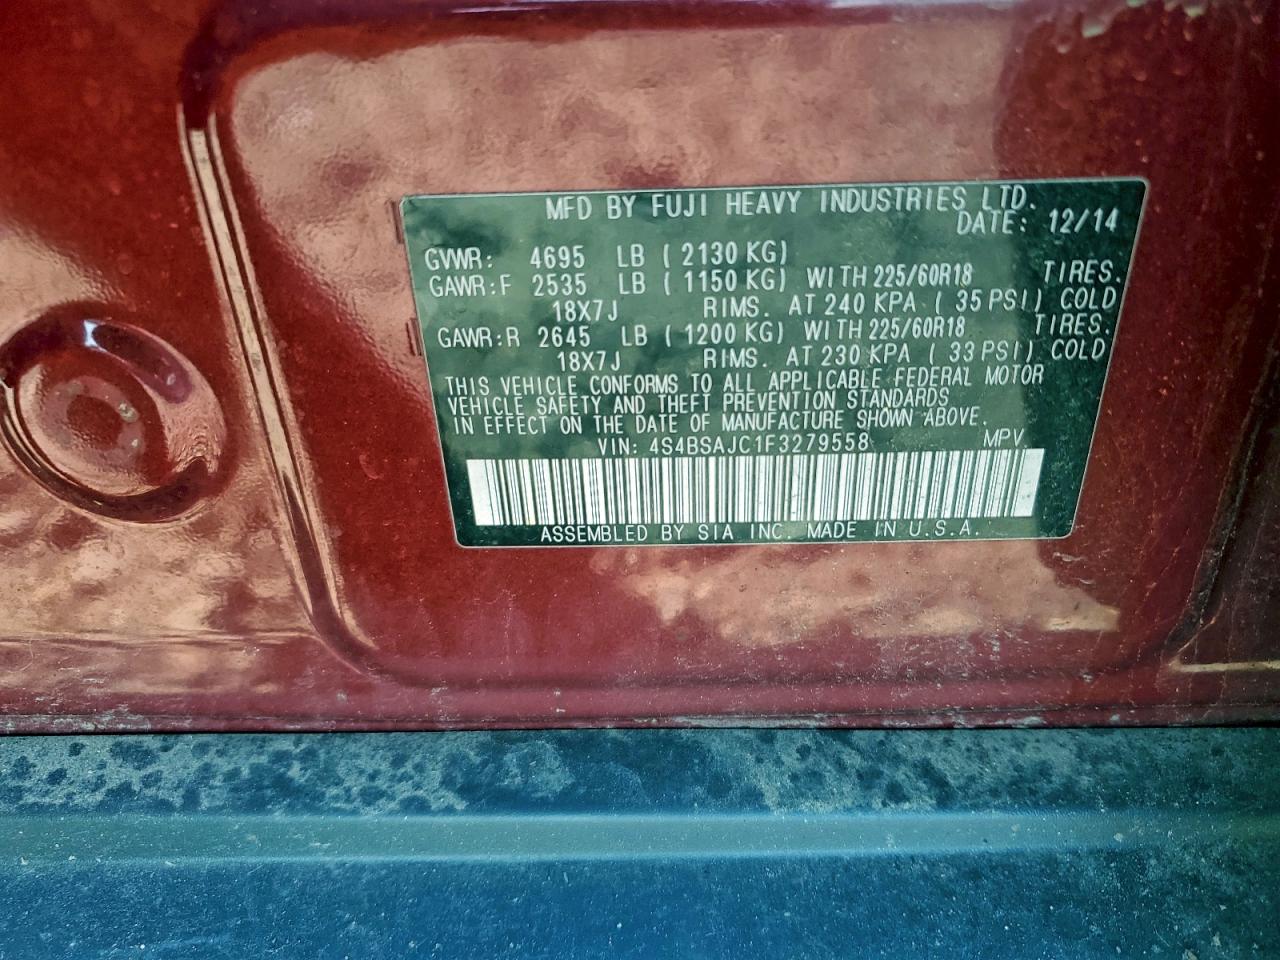 MFD BY FUJI HEAVY INDUSTRIES LTD.
DATE: 12/14
GVWR: 4695 LB ( 2130 KG)
GAWR:F 2535 LB ( 1150 KG) WITH 225/60R18 TIRES.
18X7J RIMS. AT 240 KPA ( 35 PSI) COLD
GAWR:R 2645 LB ( 1200 KG) WITH 225/60R18 TIRES.
18X7J RIMS. AT 230 KPA ( 33 PSI) COLD
THIS VEHICLE CONFORMS TO ALL APPLICABLE FEDERAL MOTOR
VEHICLE SAFETY AND THEFT PREVENTION STANDARDS
IN EFFECT ON THE DATE OF MANUFACTURE SHOWN ABOVE.
VIN: 4S4BSAJC1F3279558 MPV
ASSEMBLED BY SIA INC. MADE IN U.S.A.